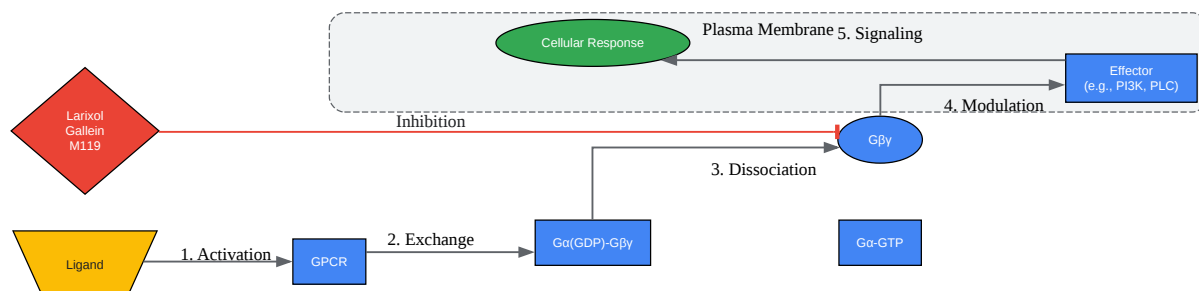 Plasma Membrane
5. Signaling
Cellular Response
Effector
(e.g., PI3K, PLC)
4. Modulation
Larixol
Gallein
M119
Inhibition
Gβγ
3. Dissociation
Ligand
1. Activation
GPCR
2. Exchange
Gα(GDP)-Gβγ
Gα-GTP